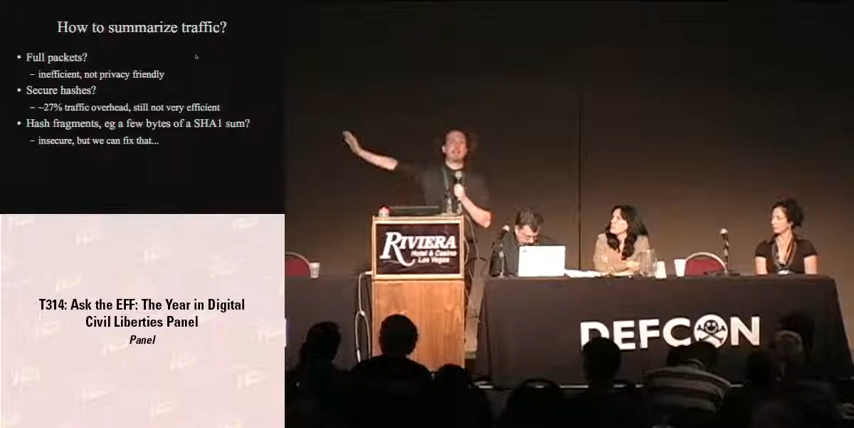 How to summarize traffic?
• Full packets?
– inefficient, not privacy friendly
• Secure hashes?
– ~27% traffic overhead, still not very efficient
• Hash fragments, eg a few bytes of a SHA1 sum?
– insecure, but we can fix that...
T314: Ask the EFF: The Year in Digital
Civil Liberties Panel
Panel
RIVIERA
Hotel & Casino
Las Vegas
DEFCON